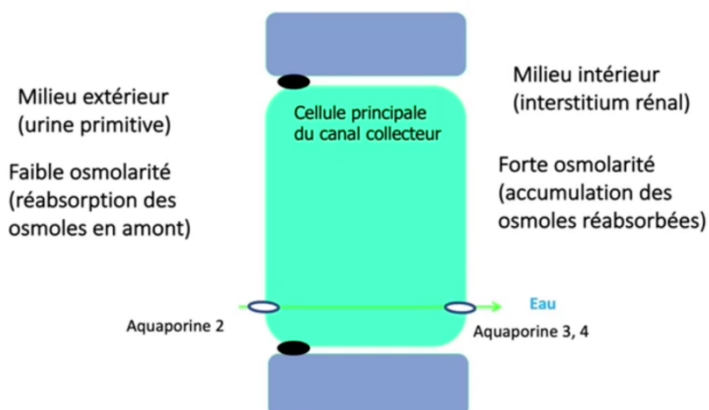 Milieu extérieur
(urine primitive)
Faible osmolarité
(réabsorption des
osmoles en amont)
Cellule principale
du canal collecteur
Milieu intérieur
(interstitium rénal)
Forte osmolarité
(accumulation des
osmoles réabsorbées)
Eau
Aquaporine 2
Aquaporine 3, 4